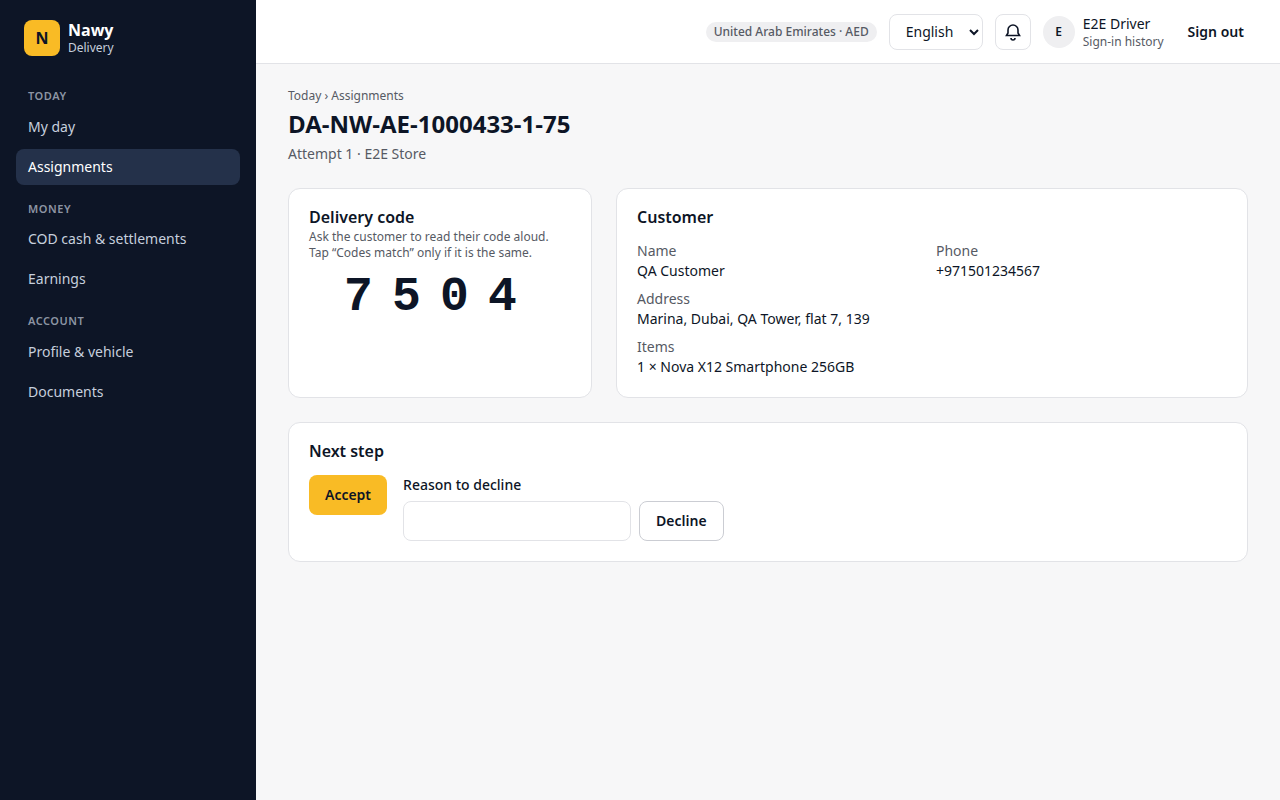 N
Nawy
Delivery
TODAY
My day
Assignments
MONEY
COD cash & settlements
Earnings
ACCOUNT
Profile & vehicle
Documents
United Arab Emirates · AED
English
E
E2E Driver
Sign-in history
Sign out
Today › Assignments
DA-NW-AE-1000433-1-75
Attempt 1 · E2E Store
Delivery code
Ask the customer to read their code aloud.
Tap “Codes match” only if it is the same.
7504
Customer
Name
QA Customer
Phone
+971501234567
Address
Marina, Dubai, QA Tower, flat 7, 139
Items
1 × Nova X12 Smartphone 256GB
Next step
Accept
Reason to decline
Decline